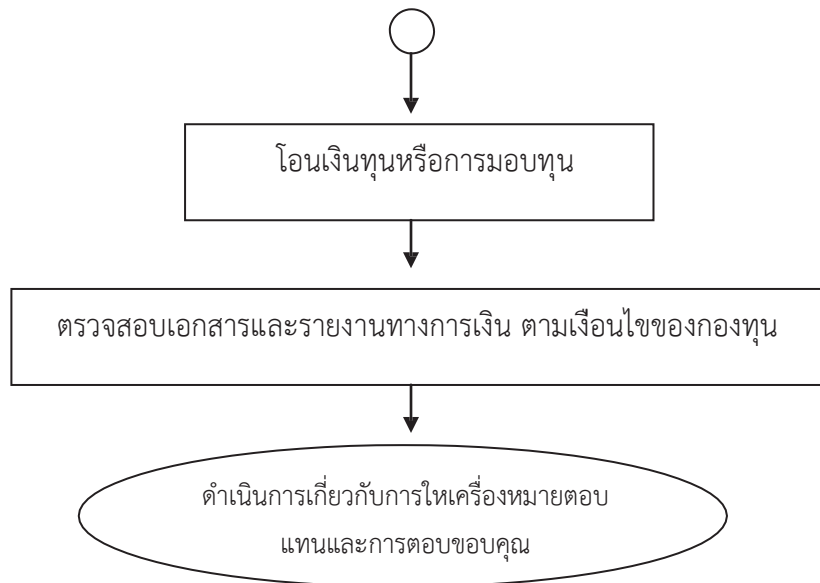 โอนเงินทุนหรือการมอบทุน
ตรวจสอบเอกสารและรายงานทางการเงิน ตามเงื่อนไขของกองทุน
ดำเนินการเกี่ยวกับการใหเครื่องหมายตอบ
แทนและการตอบขอบคุณ